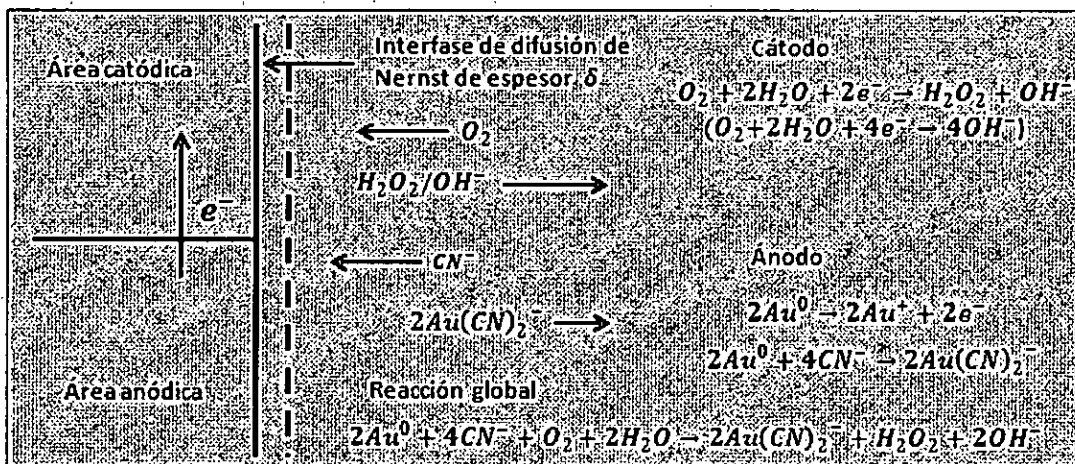 Área catódica
Interfase de difusión de
Nernst de espesor, δ
Cátodo
O₂ + 2H₂O + 2e⁻ → H₂O₂ + OH⁻
(O₂+2H₂O + 4e⁻ → 4OH⁻)
O₂
H₂O₂/OH⁻
e⁻
CN⁻
Ánodo
2Au(CN)₂⁻
2Au⁰ → 2Au⁺ + 2e⁻
2Au⁰ + 4CN⁻ → 2Au(CN)₂⁻
Área anódica
Reacción global
2Au⁰ + 4CN⁻ + O₂ + 2H₂O → 2Au(CN)₂⁻ + H₂O₂ + 2OH⁻